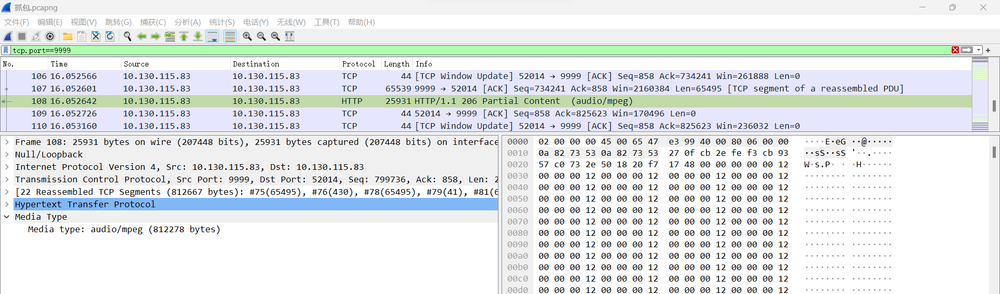 抓包.pcapng
文件(F) 编辑(E) 视图(V) 跳转(G) 捕获(C) 分析(A) 统计(S) 电话(Y) 无线(W) 工具(T) 帮助(H)
tcp.port==9999
No. Time Source Destination Protocol Length Info
106 16.052566 10.130.115.83 10.130.115.83 TCP 44 [TCP Window Update] 52014 → 9999 [ACK] Seq=858 Ack=734241 Win=261888 Len=0
107 16.052601 10.130.115.83 10.130.115.83 TCP 65539 9999 → 52014 [ACK] Seq=734241 Ack=858 Win=2160384 Len=65495 [TCP segment of a reassembled PDU]
108 16.052642 10.130.115.83 10.130.115.83 HTTP 25931 HTTP/1.1 206 Partial Content  (audio/mpeg)
109 16.052726 10.130.115.83 10.130.115.83 TCP 44 52014 → 9999 [ACK] Seq=858 Ack=825623 Win=170496 Len=0
110 16.053160 10.130.115.83 10.130.115.83 TCP 44 [TCP Window Update] 52014 → 9999 [ACK] Seq=858 Ack=825623 Win=236032 Len=0
Frame 108: 25931 bytes on wire (207448 bits), 25931 bytes captured (207448 bits) on interface
Null/Loopback
Internet Protocol Version 4, Src: 10.130.115.83, Dst: 10.130.115.83
Transmission Control Protocol, Src Port: 9999, Dst Port: 52014, Seq: 799736, Ack: 858, Len: 2
[22 Reassembled TCP Segments (812667 bytes): #75(65495), #76(430), #78(65495), #79(41), #81(6
Hypertext Transfer Protocol
Media Type
Media type: audio/mpeg (812278 bytes)
0000 02 00 00 00 45 00 65 47 e3 99 40 00 80 06 00 00 ····E·eG ··@·····
0010 0a 82 73 53 0a 82 73 53 27 0f cb 2e fe f3 cb 93 ··sS··sS '··.····
0020 57 c0 73 2e 50 18 20 f7 17 48 00 00 00 00 00 12 W·s.P· · ·H······
0030 00 00 00 12 00 00 00 12 00 00 00 12 00 00 00 12 ········ ········
0040 00 00 00 12 00 00 00 12 00 00 00 12 00 00 00 12 ········ ········
0050 00 00 00 12 00 00 00 12 00 00 00 12 00 00 00 12 ········ ········
0060 00 00 00 12 00 00 00 12 00 00 00 12 00 00 00 12 ········ ········
0070 00 00 00 12 00 00 00 12 00 00 00 12 00 00 00 12 ········ ········
0080 00 00 00 12 00 00 00 12 00 00 00 12 00 00 00 12 ········ ········
0090 00 00 00 12 00 00 00 12 00 00 00 12 00 00 00 12 ········ ········
00a0 00 00 00 12 00 00 00 12 00 00 00 12 00 00 00 12 ········ ········
00b0 00 00 00 12 00 00 00 12 00 00 00 12 00 00 00 12 ········ ········
00c0 00 00 00 12 00 00 00 12 00 00 00 12 00 00 00 12 ········ ········
00d0 00 00 00 12 00 00 00 12 00 00 00 12 00 00 00 12 ········ ········